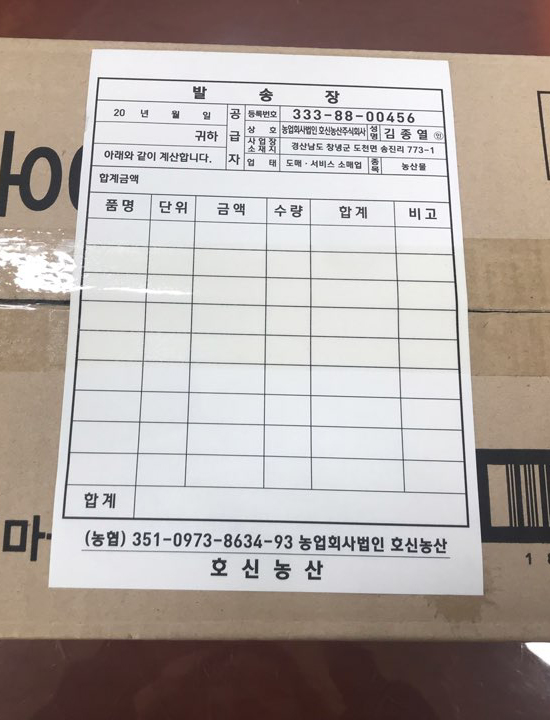 발 송 장
20 년 월 일
귀하
아래와 같이 계산합니다.
공급자
등록번호 333-88-00456
상 호 농업회사법인 호신농산주식회사 성명 김종열 ㊞
사업장소재지 경산남도 창녕군 도천면 송진리 773-1
업 태 도매·서비스 소매업 종목 농산물
합계금액
품명 단위 금액 수량 합계 비고
합계
(농협) 351-0973-8634-93 농업회사법인 호신농산
호신농산
마
1 8